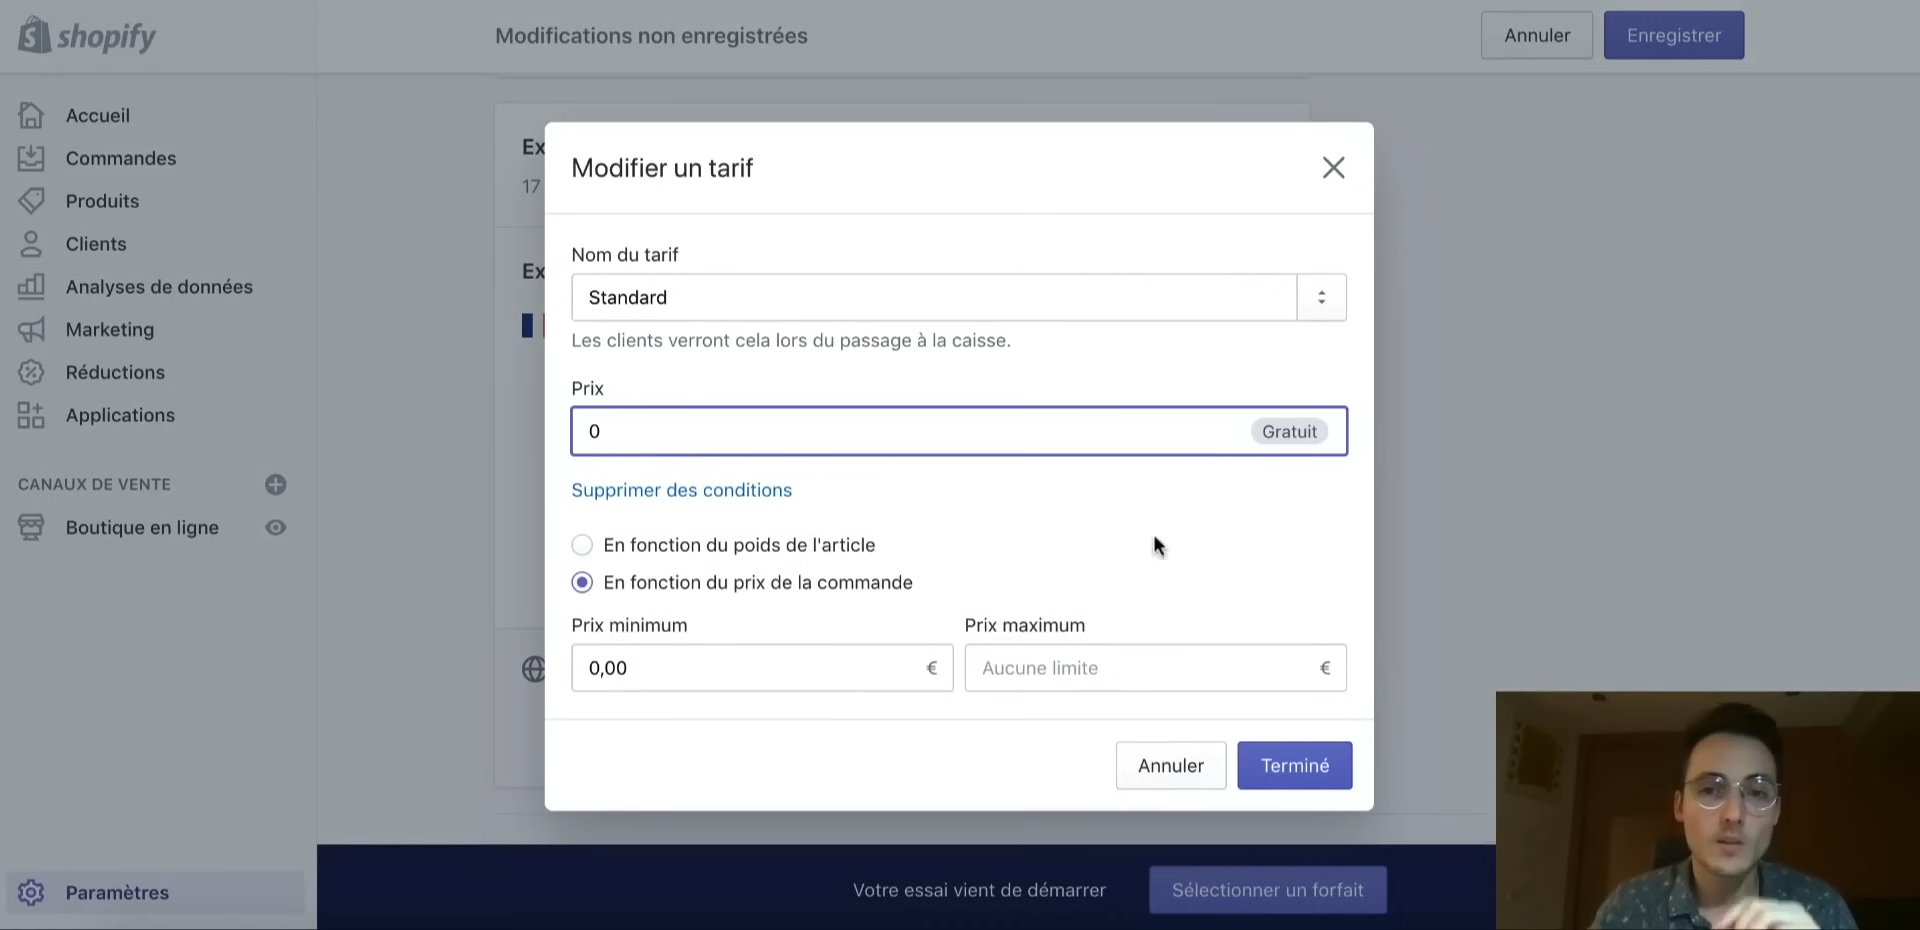 shopify
Modifications non enregistrées
Annuler
Enregistrer
Accueil
Commandes
Produits
Clients
Analyses de données
Marketing
Réductions
Applications
CANAUX DE VENTE
Boutique en ligne
Paramètres
Ex
17
Ex
Modifier un tarif
Nom du tarif
Standard
Les clients verront cela lors du passage à la caisse.
Prix
0 Gratuit
Supprimer des conditions
En fonction du poids de l'article
En fonction du prix de la commande
Prix minimum Prix maximum
0,00 € Aucune limite €
Annuler Terminé
Votre essai vient de démarrer Sélectionner un forfait